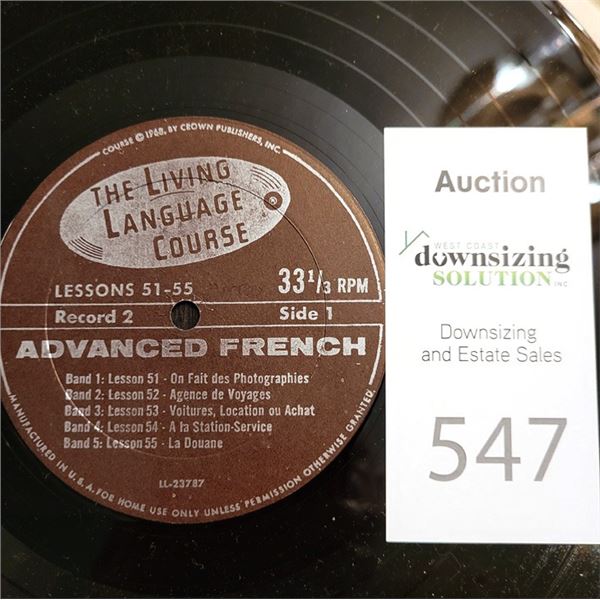 COURSE © 1968, BY CROWN PUBLISHERS, INC.
THE LIVING
LANGUAGE
COURSE
LESSONS 51-55
33 1/3 RPM
Record 2
Side 1
ADVANCED FRENCH
Band 1: Lesson 51 - On Fait des Photographies
Band 2: Lesson 52 - Agence de Voyages
Band 3: Lesson 53 - Voitures, Location ou Achat
Band 4: Lesson 54 - A la Station-Service
Band 5: Lesson 55 - La Douane
LL-23787
MANUFACTURED IN U.S.A. FOR HOME USE ONLY UNLESS PERMISSION OTHERWISE GRANTED.
Auction
WEST COAST
downsizing
SOLUTION INC
Downsizing
and Estate Sales
547